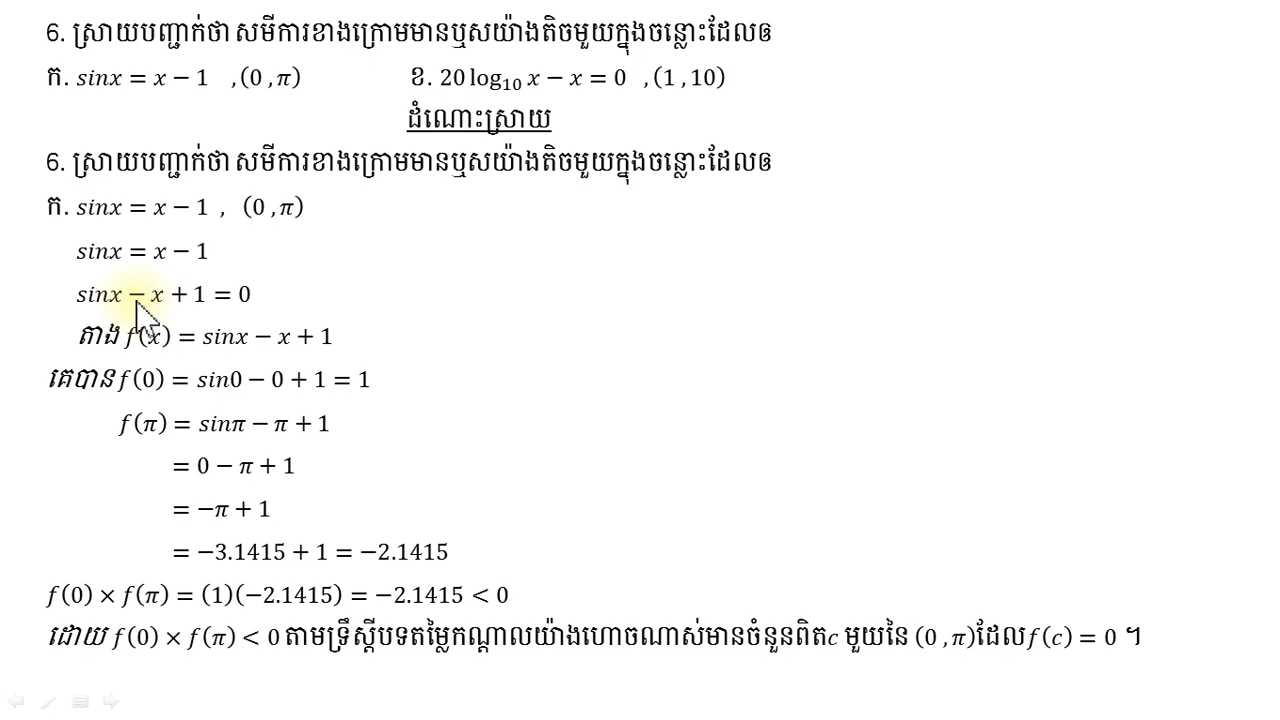 6. ស្រាយបញ្ជាក់ថា សមីការខាងក្រោមមានឬសយ៉ាងតិចមួយក្នុងចន្លោះដែលឲ
ក. sinx = x − 1 , (0 , π) ខ. 20 log₁₀ x − x = 0 , (1 , 10)
ដំណោះស្រាយ
6. ស្រាយបញ្ជាក់ថា សមីការខាងក្រោមមានឬសយ៉ាងតិចមួយក្នុងចន្លោះដែលឲ
ក. sinx = x − 1 , (0 , π)
sinx = x − 1
sinx − x + 1 = 0
តាង f(x) = sinx − x + 1
គេបាន f(0) = sin0 − 0 + 1 = 1
f(π) = sinπ − π + 1
= 0 − π + 1
= −π + 1
= −3.1415 + 1 = −2.1415
f(0) × f(π) = (1)(−2.1415) = −2.1415 < 0
ដោយ f(0) × f(π) < 0 តាមទ្រឹស្តីបទតម្លៃកណ្តាលយ៉ាងហោចណាស់មានចំនួនពិត c មួយនៃ (0 , π) ដែល f(c) = 0 ។